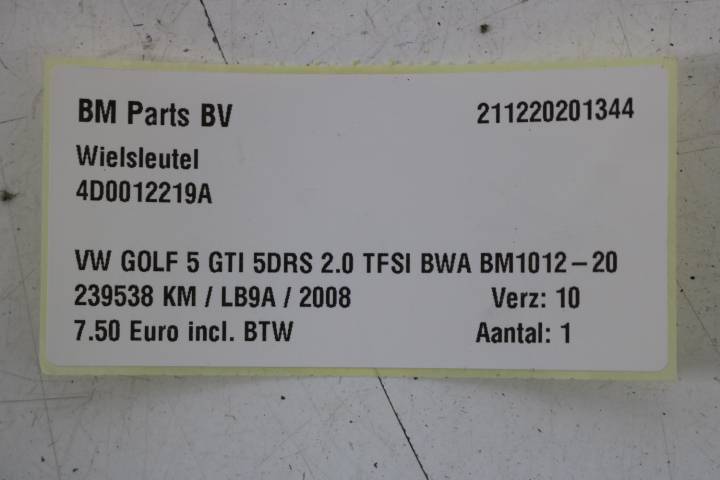 BM Parts BV 211220201344
Wielsleutel
4D0012219A
VW GOLF 5 GTI 5DRS 2.0 TFSI BWA BM1012-20
239538 KM / LB9A / 2008 Verz: 10
7.50 Euro incl. BTW Aantal: 1